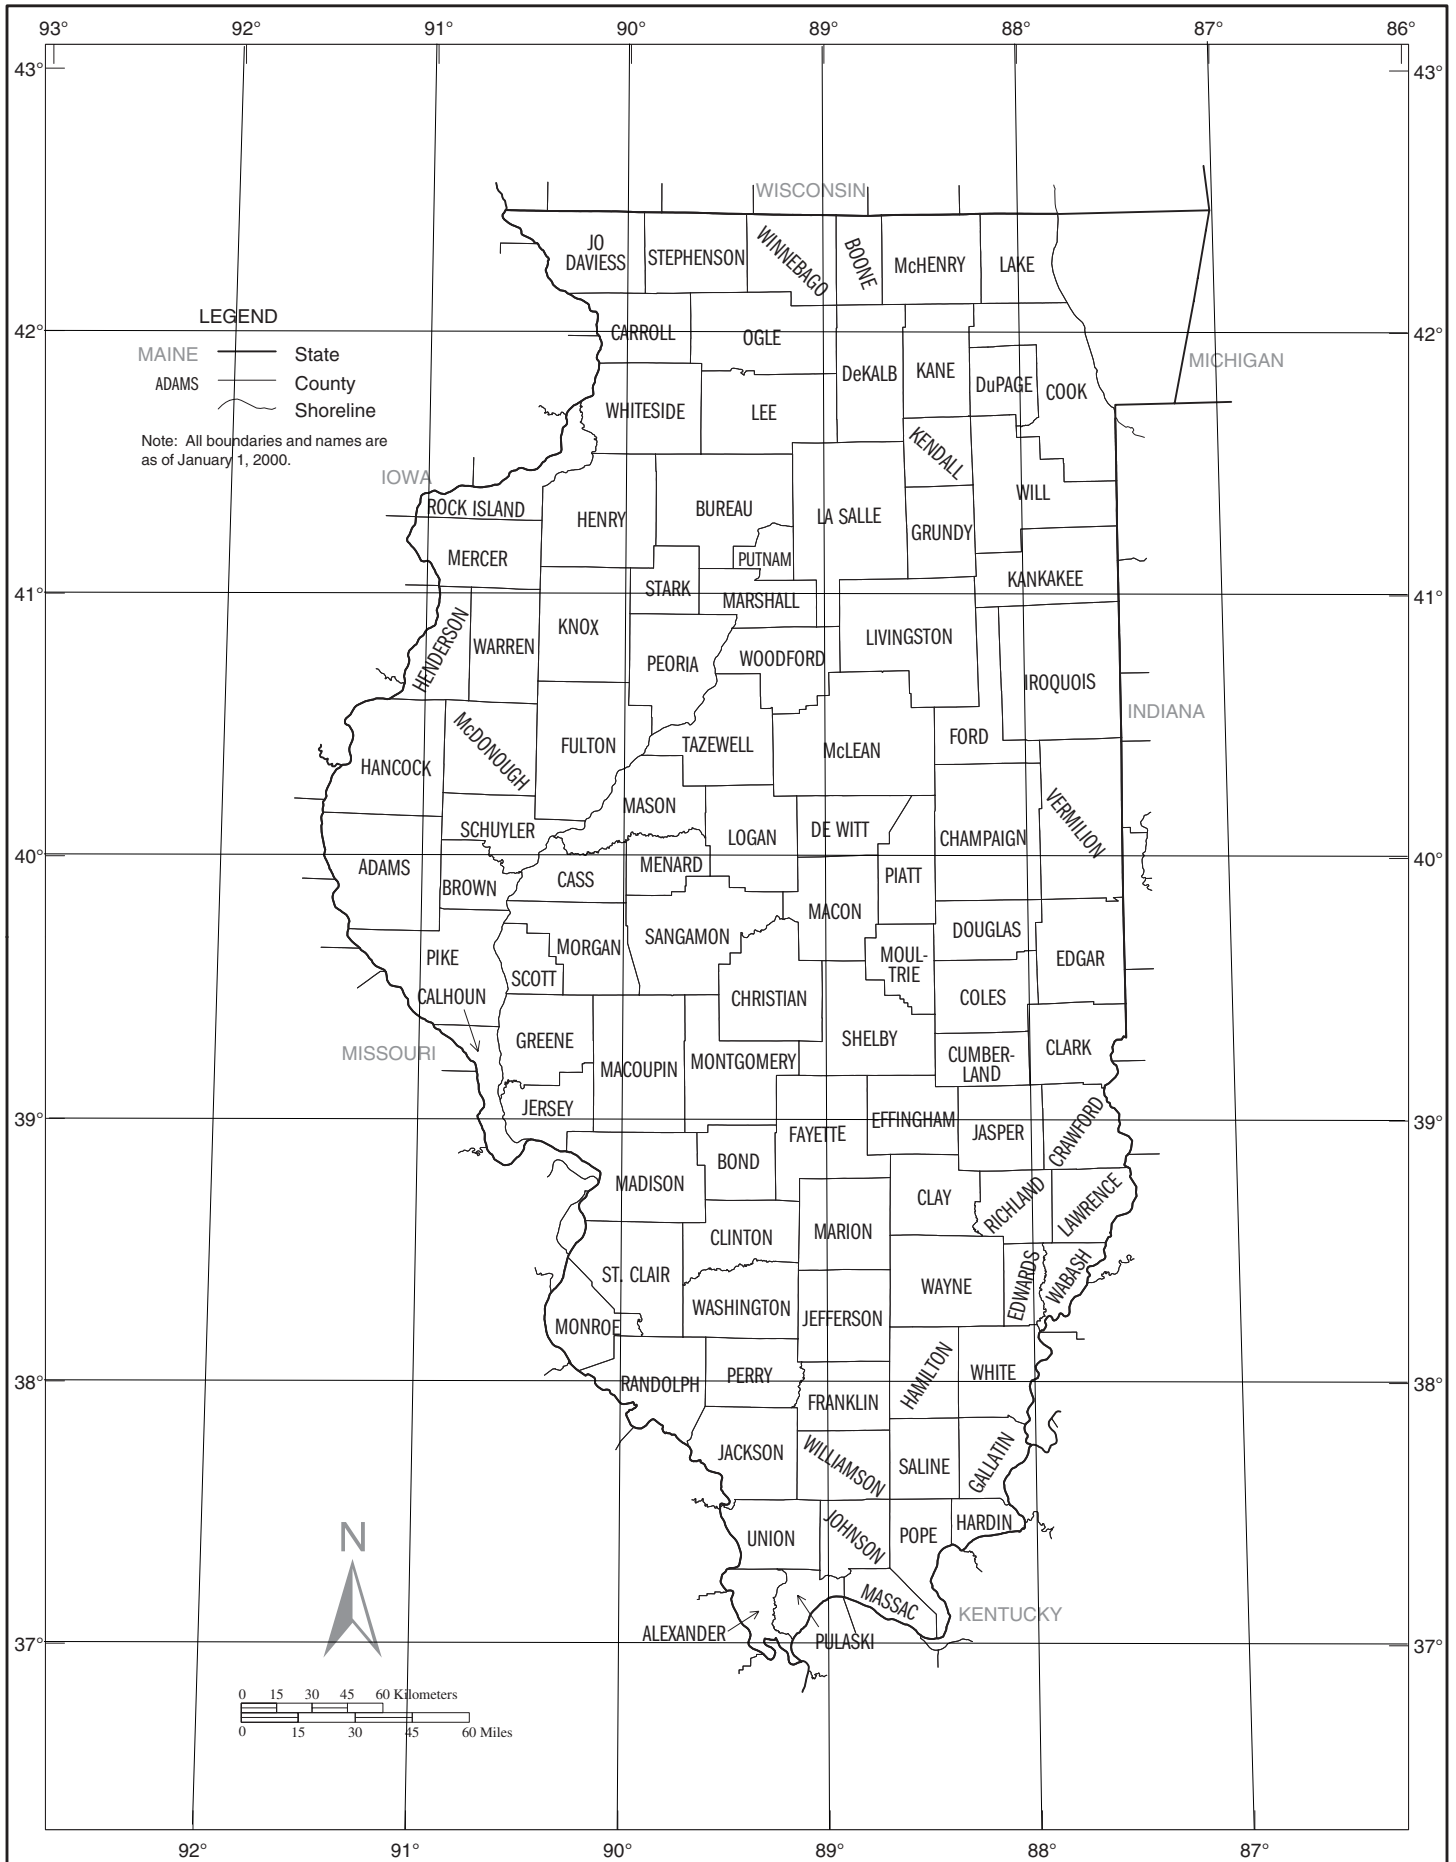 93° 92° 91° 90° 89° 88° 87° 86°
43° 43°
WISCONSIN
JO
DAVIESS
STEPHENSON
WINNEBAGO
BOONE
McHENRY
LAKE
LEGEND
MAINE State
ADAMS County
Shoreline
Note: All boundaries and names are
as of January 1, 2000.
42° 42°
CARROLL
OGLE
MICHIGAN
DeKALB
KANE
DuPAGE
COOK
WHITESIDE
LEE
KENDALL
IOWA
ROCK ISLAND
HENRY
BUREAU
LA SALLE
WILL
GRUNDY
MERCER
PUTNAM
KANKAKEE
STARK
41° 41°
MARSHALL
HENDERSON
WARREN
KNOX
PEORIA
WOODFORD
LIVINGSTON
IROQUOIS
INDIANA
HANCOCK
McDONOUGH
FULTON
TAZEWELL
McLEAN
FORD
MASON
SCHUYLER
LOGAN
DE WITT
CHAMPAIGN
VERMILION
40° 40°
ADAMS
BROWN
CASS
MENARD
PIATT
MACON
PIKE
SCOTT
MORGAN
SANGAMON
MOUL-
TRIE
DOUGLAS
EDGAR
CALHOUN
CHRISTIAN
COLES
MISSOURI
GREENE
MACOUPIN
MONTGOMERY
SHELBY
CUMBER-
LAND
CLARK
JERSEY
39° 39°
FAYETTE
EFFINGHAM
JASPER
CRAWFORD
MADISON
BOND
CLAY
RICHLAND
LAWRENCE
CLINTON
MARION
ST. CLAIR
WASHINGTON
JEFFERSON
WAYNE
EDWARDS
WABASH
MONROE
RANDOLPH
PERRY
FRANKLIN
HAMILTON
WHITE
38° 38°
JACKSON
WILLIAMSON
SALINE
GALLATIN
N
UNION
JOHNSON
POPE
HARDIN
MASSAC
KENTUCKY
ALEXANDER
PULASKI
37° 37°
0 15 30 45 60 Kilometers
0 15 30 45 60 Miles
92° 91° 90° 89° 88° 87°